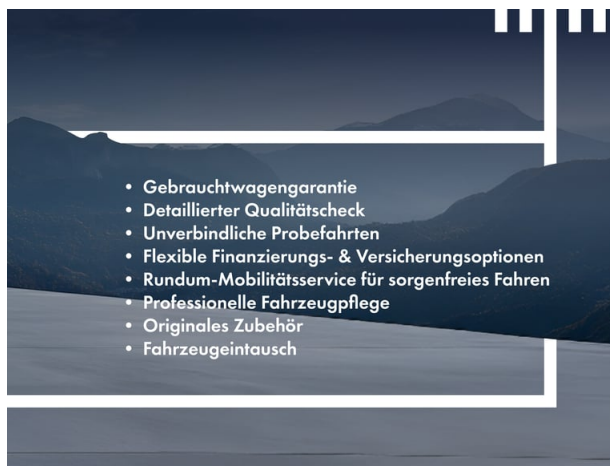 • Gebrauchtwagengarantie
• Detaillierter Qualitätscheck
• Unverbindliche Probefahrten
• Flexible Finanzierungs- & Versicherungsoptionen
• Rundum-Mobilitätsservice für sorgenfreies Fahren
• Professionelle Fahrzeugpflege
• Originales Zubehör
• Fahrzeugeintausch